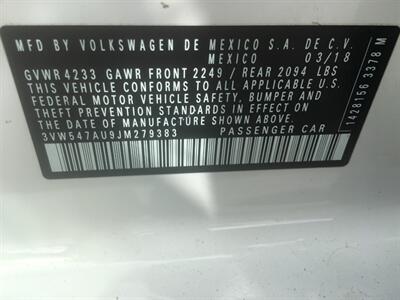 MFD BY VOLKSWAGEN DE MEXICO S.A. DE C.V.
MEXICO 03/18
GVWR 4233 GAWR FRONT 2249 / REAR 2094 LBS
THIS VEHICLE CONFORMS TO ALL APPLICABLE U.S.
FEDERAL MOTOR VEHICLE SAFETY, BUMPER AND
THEFT PREVENTION STANDARDS IN EFFECT ON
THE DATE OF MANUFACTURE SHOWN ABOVE
3VW547AU9JM279383 PASSENGER CAR
1428156 3378 M